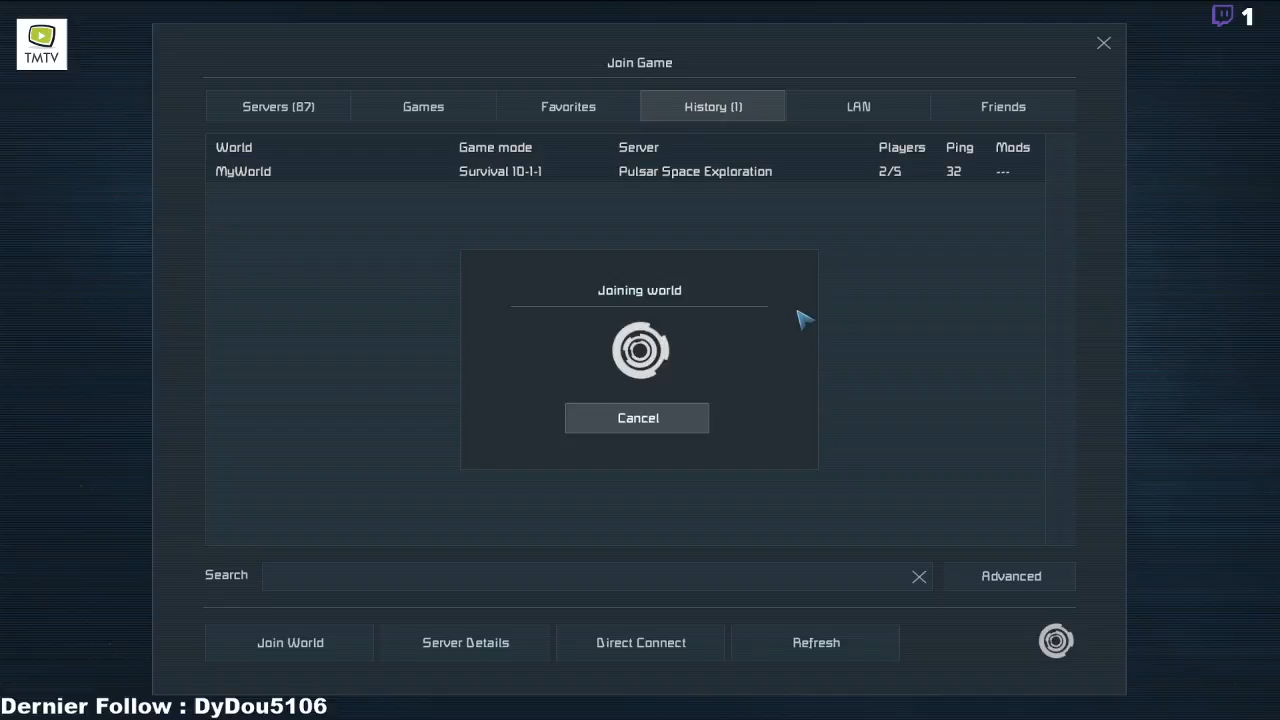 TMTV
1
Join Game
Servers (87) Games Favorites History (1) LAN Friends
World Game mode Server Players Ping Mods
MyWorld Survival 10-1-1 Pulsar Space Exploration 2/5 32 ---
Joining world
Cancel
Search Advanced
Join World Server Details Direct Connect Refresh
Dernier Follow : DyDou5106